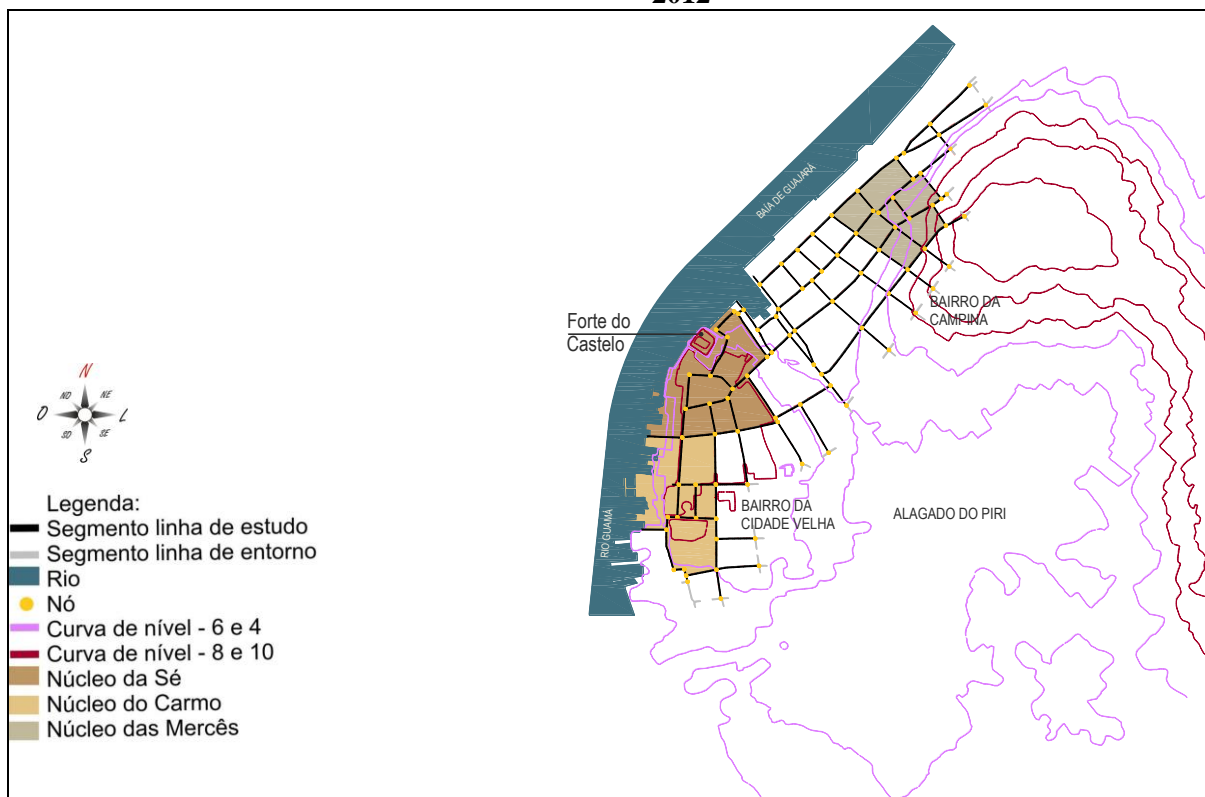 2012
BAÍA DE GUAJARÁ
Forte do
Castelo
BAIRRO DA
CAMPINA
N
NO
NE
O
L
SO
SE
S
BAIRRO DA
CIDADE VELHA
ALAGADO DO PIRI
RIO GUAMÁ
Legenda:
Segmento linha de estudo
Segmento linha de entorno
Rio
Nó
Curva de nível - 6 e 4
Curva de nível - 8 e 10
Núcleo da Sé
Núcleo do Carmo
Núcleo das Mercês